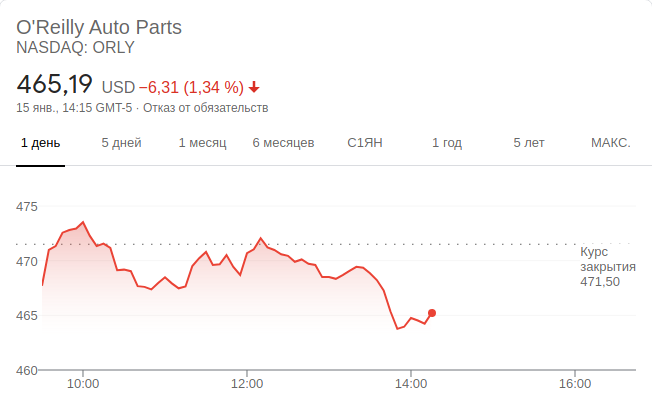 O'Reilly Auto Parts
NASDAQ: ORLY
465,19 USD −6,31 (1,34 %)
15 янв., 14:15 GMT-5 · Отказ от обязательств
1 день 5 дней 1 месяц 6 месяцев С1ЯН 1 год 5 лет МАКС.
475
470
465
460
Курс
закрытия
471,50
10:00 12:00 14:00 16:00